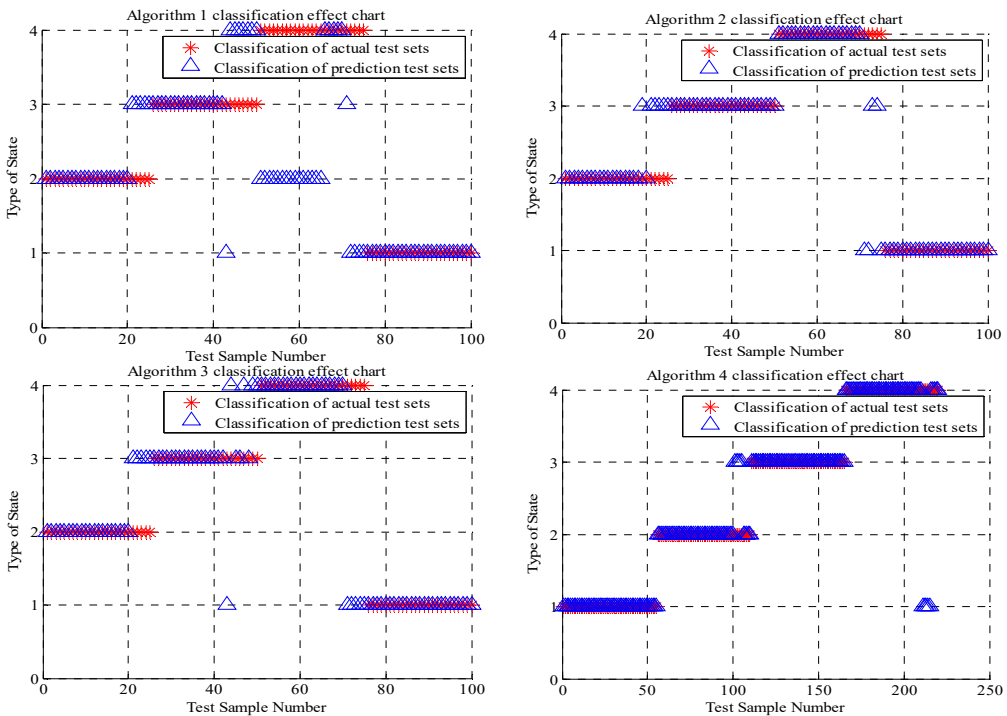 Algorithm 1 classification effect chart
4
3
2
1
0
Type of State
Classification of actual test sets
Classification of prediction test sets
0 20 40 60 80 100
Test Sample Number
Algorithm 2 classification effect chart
4
3
2
1
0
Type of State
Classification of actual test sets
Classification of prediction test sets
0 20 40 60 80 100
Test Sample Number
Algorithm 3 classification effect chart
4
3
2
1
0
Type of State
Classification of actual test sets
Classification of prediction test sets
0 20 40 60 80 100
Test Sample Number
Algorithm 4 classification effect chart
4
3
2
1
0
Type of State
Classification of actual test sets
Classification of prediction test sets
0 50 100 150 200 250
Test Sample Number